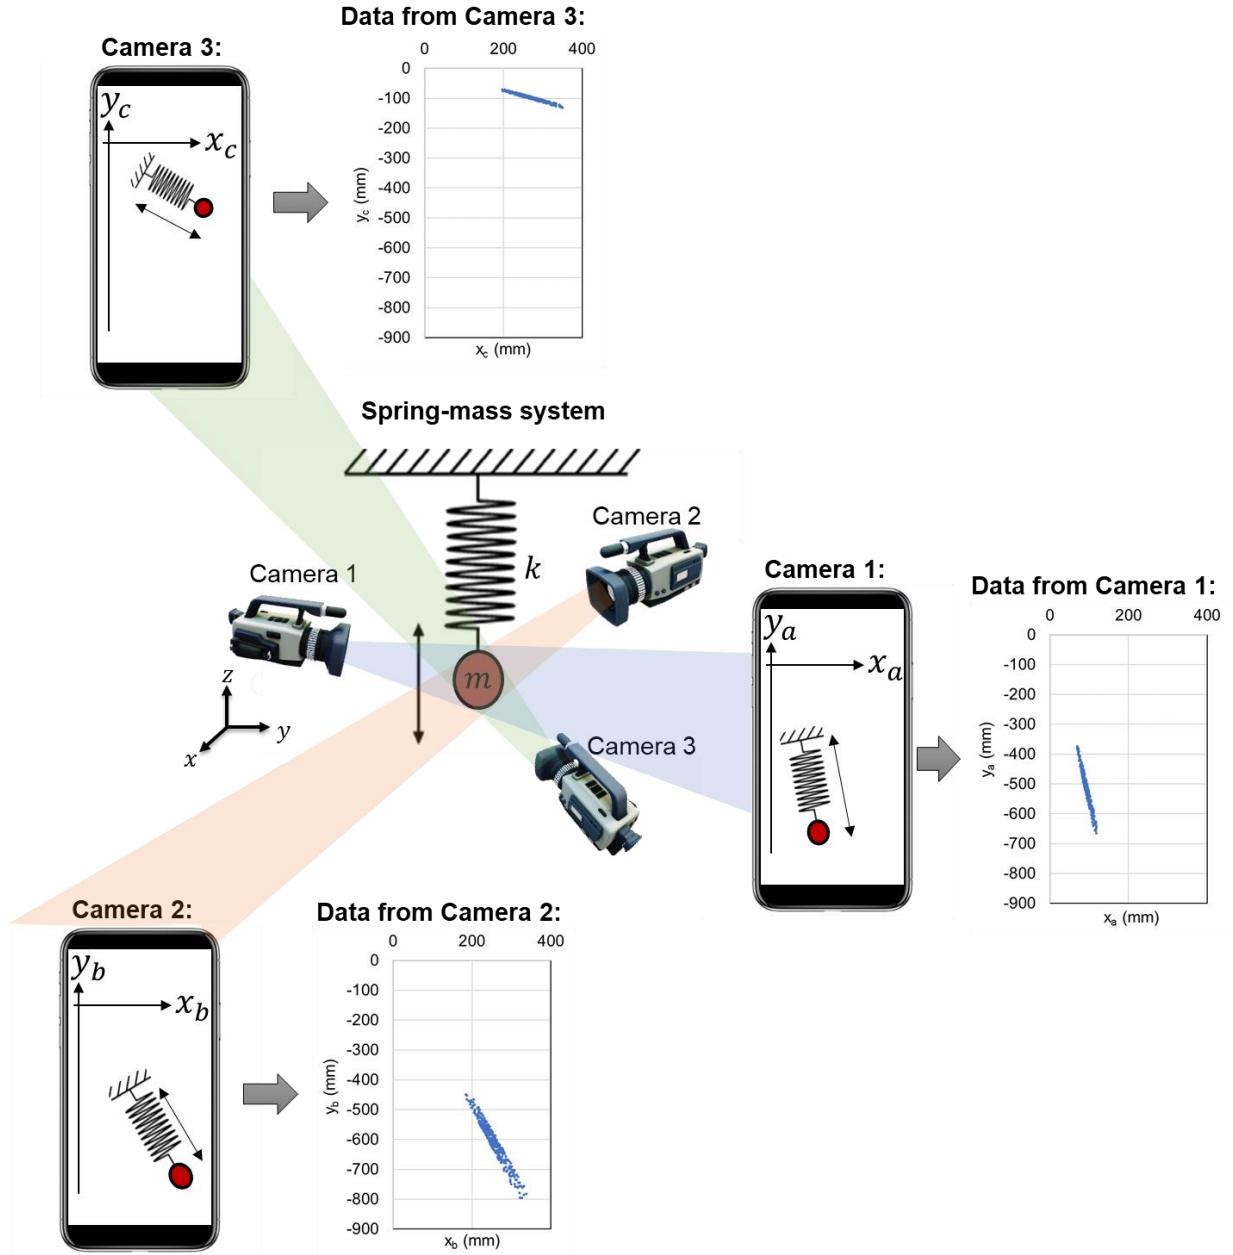 Data from Camera 3:
Camera 3:
0 200 400
0
-100
-200
-300
-400
-500
-600
-700
-800
-900
y_c (mm)
x_c (mm)
y_c
x_c
Spring-mass system
Camera 2
k
Camera 1
m
z
y
x
Camera 3
Camera 1:
Data from Camera 1:
0 200 400
0
-100
-200
-300
-400
-500
-600
-700
-800
-900
y_a (mm)
x_a (mm)
y_a
x_a
Camera 2:
Data from Camera 2:
0 200 400
0
-100
-200
-300
-400
-500
-600
-700
-800
-900
y_b (mm)
x_b (mm)
y_b
x_b